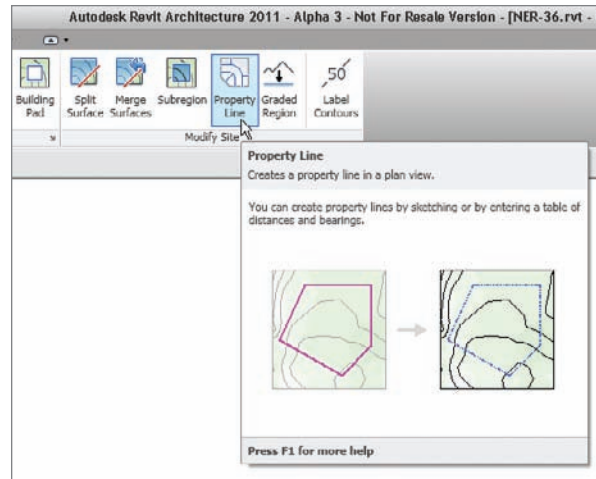 Autodesk Revit Architecture 2011 - Alpha 3 - Not For Resale Version - [NER-36.rvt -
Building Pad
Split Surface
Merge Surfaces
Subregion
Property Line
Graded Region
50
Label Contours
Modify Site
Property Line
Creates a property line in a plan view.
You can create property lines by sketching or by entering a table of
distances and bearings.
Press F1 for more help